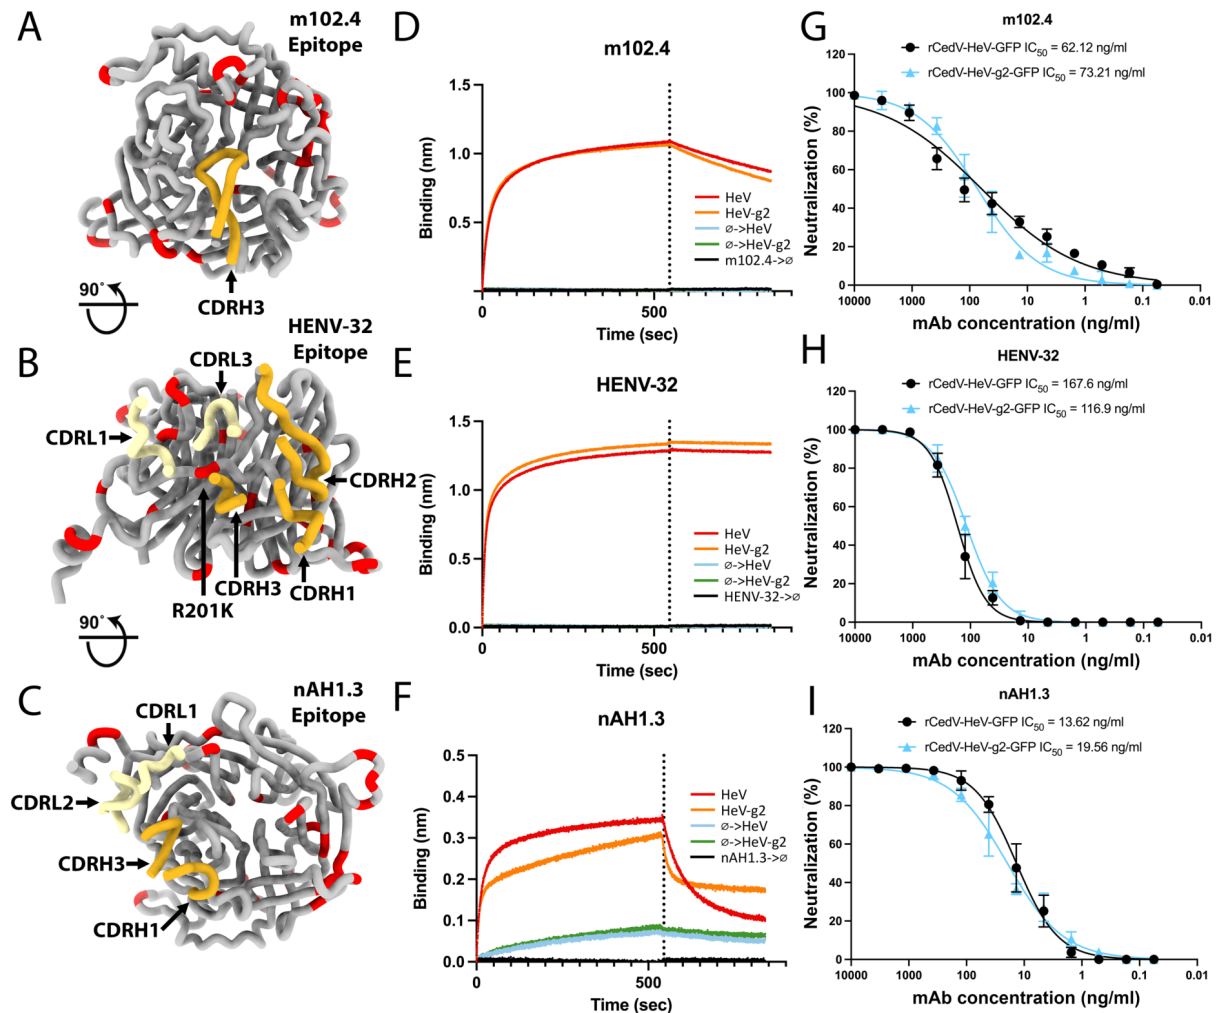 A
m102.4
Epitope
CDRH3
90°
B
HENV-32
Epitope
CDRL3
CDRL1
CDRH2
CDRH3
CDRH1
R201K
90°
C
nAH1.3
Epitope
CDRL1
CDRL2
CDRH3
CDRH1
D
m102.4
Binding (nm)
1.5
1.0
0.5
0
500
Time (sec)
HeV
HeV-g2
∅->HeV
∅->HeV-g2
m102.4->∅
E
HENV-32
Binding (nm)
1.5
1.0
1.5
0.0
0
500
Time (sec)
HeV
HeV-g2
∅->HeV
∅->HeV-g2
HENV-32->∅
F
nAH1.3
Binding (nm)
0.5
0.4
0.3
0.2
0.1
0.0
0
500
Time (sec)
HeV
HeV-g2
∅->HeV
∅->HeV-g2
nAH1.3->∅
G
m102.4
rCedV-HeV-GFP IC50 = 62.12 ng/ml
rCedV-HeV-g2-GFP IC50 = 73.21 ng/ml
Neutralization (%)
120
100
80
60
40
20
0
10000 1000 100 10 1 0.1 0.01
mAb concentration (ng/ml)
H
HENV-32
rCedV-HeV-GFP IC50 = 167.6 ng/ml
rCedV-HeV-g2-GFP IC50 = 116.9 ng/ml
Neutralization (%)
120
100
80
60
40
20
0
10000 1000 100 10 1 0.1 0.01
mAb concentration (ng/ml)
I
nAH1.3
rCedV-HeV-GFP IC50 = 13.62 ng/ml
rCedV-HeV-g2-GFP IC50 = 19.56 ng/ml
Neutralization (%)
120
100
80
60
40
20
0
10000 1000 100 10 1 0.1 0.01
mAb concentration (ng/ml)